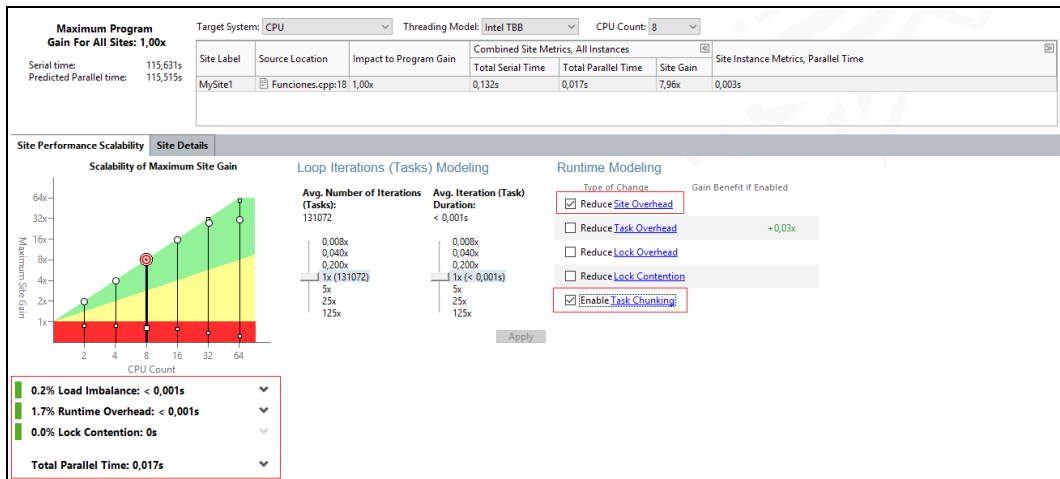 Maximum Program
Gain For All Sites: 1,00x
Serial time: 115,631s
Predicted Parallel time: 115,515s
Target System: CPU Threading Model: Intel TBB CPU Count: 8
Site Label Source Location Impact to Program Gain Combined Site Metrics, All Instances Site Instance Metrics, Parallel Time
Total Serial Time Total Parallel Time Site Gain
MySite1 Funciones.cpp:18 1,00x 0,132s 0,017s 7,96x 0,003s
Site Performance Scalability Site Details
Scalability of Maximum Site Gain
Maximum Site Gain
64x
32x
16x
8x
4x
2x
1x
2 4 8 16 32 64
CPU Count
0.2% Load Imbalance: < 0,001s
1.7% Runtime Overhead: < 0,001s
0.0% Lock Contention: 0s
Total Parallel Time: 0,017s
Loop Iterations (Tasks) Modeling
Avg. Number of Iterations
(Tasks):
131072
0,008x
0,040x
0,200x
1x (131072)
5x
25x
125x
Avg. Iteration (Task)
Duration:
< 0,001s
0,008x
0,040x
0,200x
1x (< 0,001s)
5x
25x
125x
Apply
Runtime Modeling
Type of Change Gain Benefit if Enabled
Reduce Site Overhead
Reduce Task Overhead +0,03x
Reduce Lock Overhead
Reduce Lock Contention
Enable Task Chunking